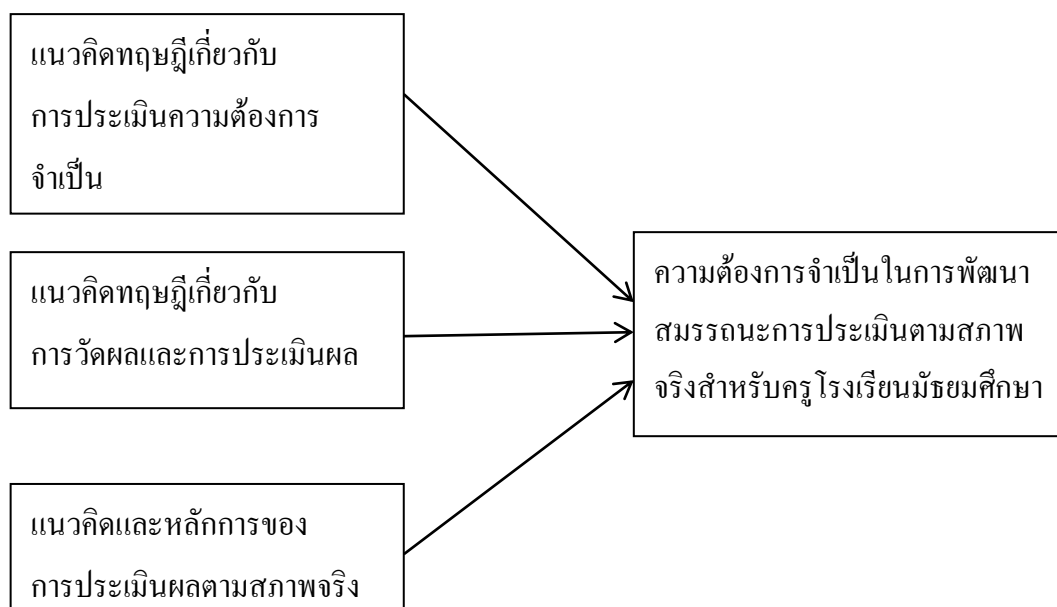 แนวคิดทฤษฎีเกี่ยวกับ
การประเมินความต้องการ
จำเป็น
แนวคิดทฤษฎีเกี่ยวกับ
การวัดผลและการประเมินผล
แนวคิดและหลักการของ
การประเมินผลตามสภาพจริง
ความต้องการจำเป็นในการพัฒนา
สมรรถนะการประเมินตามสภาพ
จริงสำหรับครูโรงเรียนมัธยมศึกษา